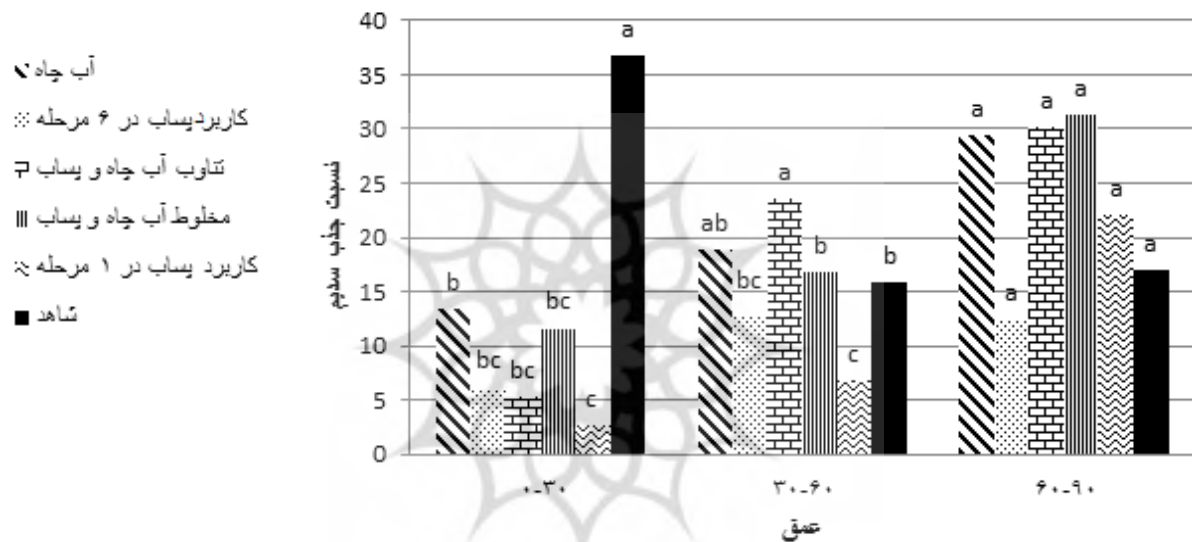 آب چاه
کاربرد پساب در ۶ مرحله
تناوب آب چاه و پساب
مخلوط آب چاه و پساب
کاربرد پساب در ۱ مرحله
شاهد
نسبت جذب سدیم
40
35
30
25
20
15
10
5
0
b
bc
bc
bc
c
a
ab
bc
a
b
c
b
a
a
a
a
a
a
۰-۳۰
۳۰-۶۰
۶۰-۹۰
عمق